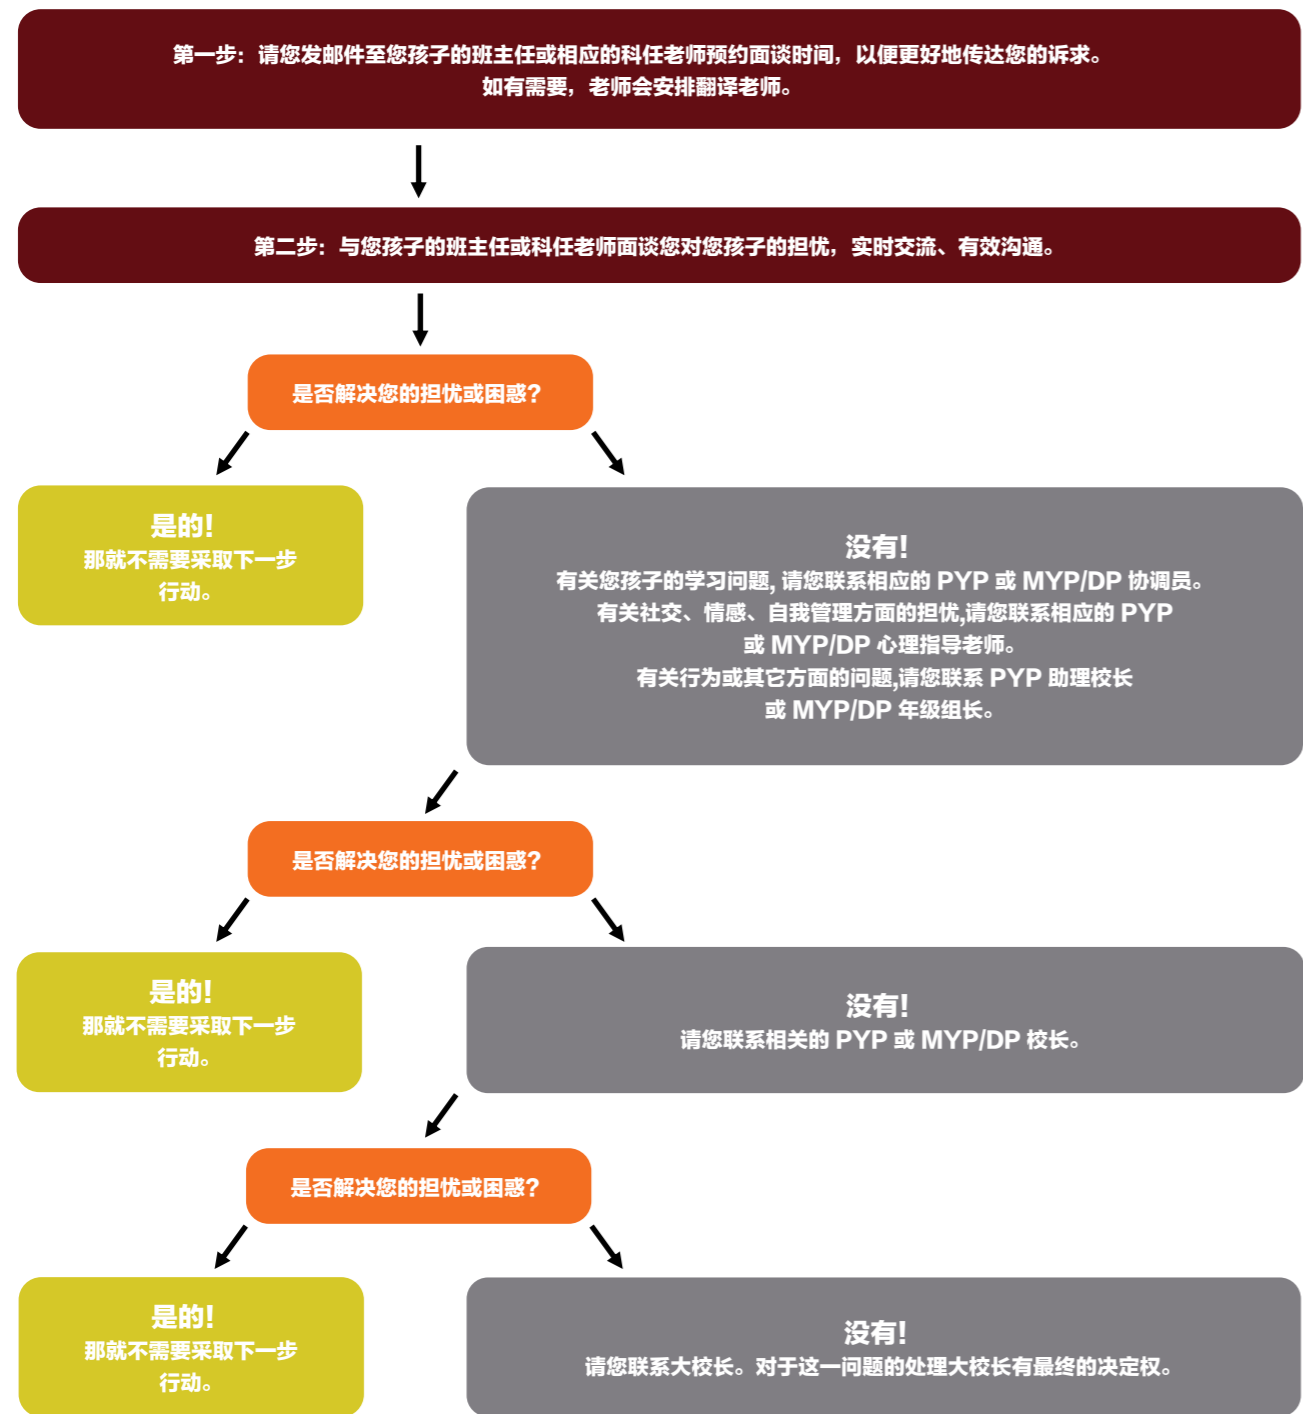 第一步：请您发邮件至您孩子的班主任或相应的科任老师预约面谈时间，以便更好地传达您的诉求。
如有需要，老师会安排翻译老师。
第二步：与您孩子的班主任或科任老师面谈您对您孩子的担忧，实时交流、有效沟通。
是否解决您的担忧或困惑？
是的！
那就不需要采取下一步
行动。
没有！
有关您孩子的学习问题, 请您联系相应的 PYP 或 MYP/DP 协调员。
有关社交、情感、自我管理方面的担忧,请您联系相应的 PYP
或 MYP/DP 心理指导老师。
有关行为或其它方面的问题,请您联系 PYP 助理校长
或 MYP/DP 年级组长。
是否解决您的担忧或困惑？
是的！
那就不需要采取下一步
行动。
没有！
请您联系相关的 PYP 或 MYP/DP 校长。
是否解决您的担忧或困惑？
是的！
那就不需要采取下一步
行动。
没有！
请您联系大校长。对于这一问题的处理大校长有最终的决定权。